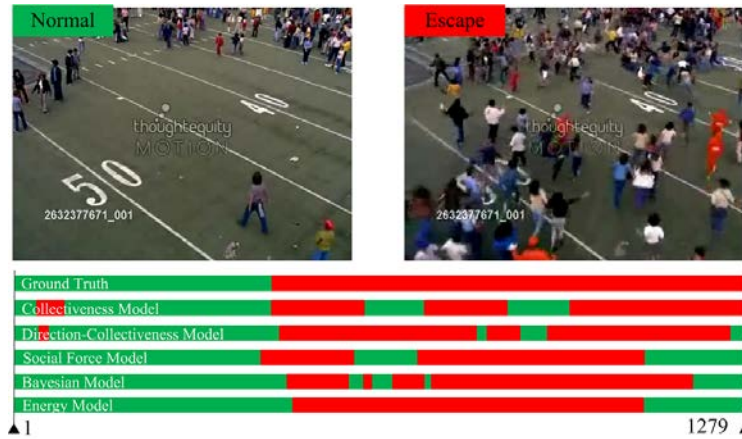 Normal
Escape
50
40
thoughtequity
MOTION
2632377671_001
40
thoughtequity
MOTION
2632377671_001
Ground Truth
Collectiveness Model
Direction-Collectiveness Model
Social Force Model
Bayesian Model
Energy Model
1
1279